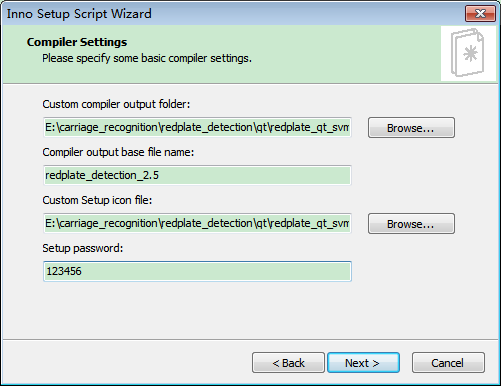 Inno Setup Script Wizard
Compiler Settings
Please specify some basic compiler settings.
Custom compiler output folder:
E:\carriage_recognition\redplate_detection\qt\redplate_qt_svm
Browse...
Compiler output base file name:
redplate_detection_2.5
Custom Setup icon file:
E:\carriage_recognition\redplate_detection\qt\redplate_qt_svm
Browse...
Setup password:
123456
< Back
Next >
Cancel